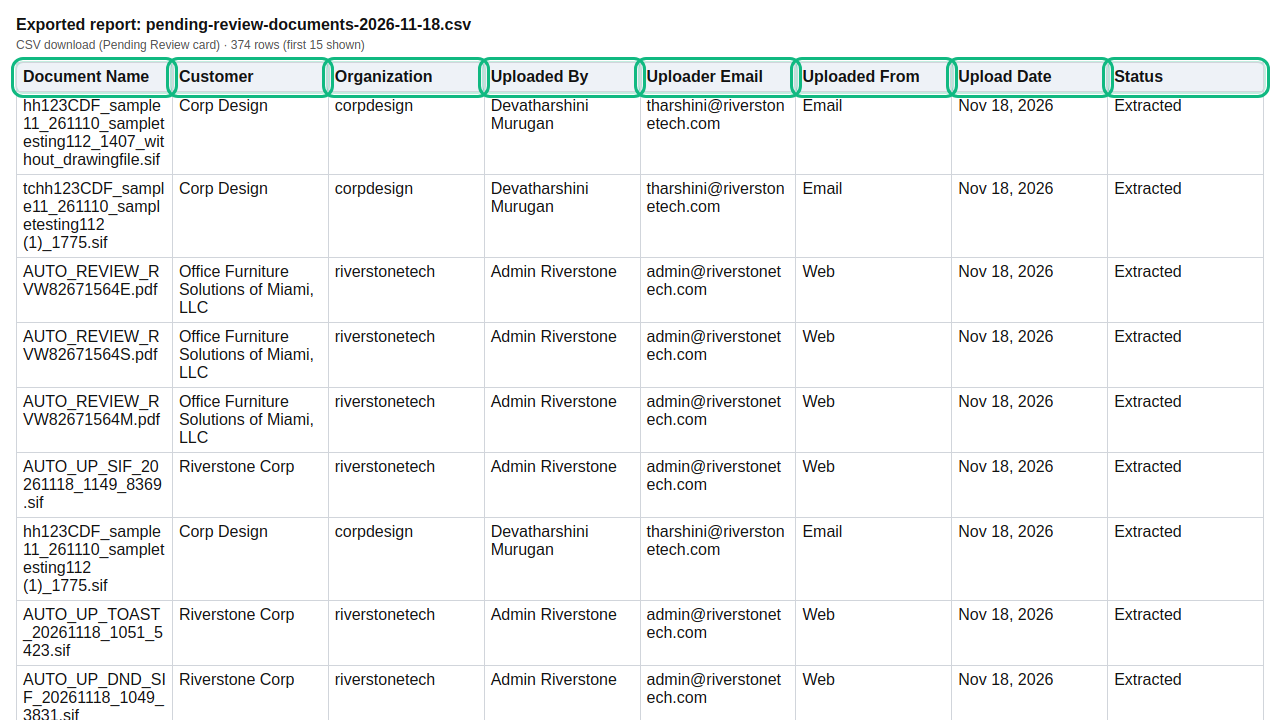 Exported report: pending-review-documents-2026-11-18.csv
CSV download (Pending Review card) · 374 rows (first 15 shown)
Document Name Customer Organization Uploaded By Uploader Email Uploaded From Upload Date Status
hh123CDF_sample Corp Design corpdesign Devatharshini tharshini@riverston Email Nov 18, 2026 Extracted
11_261110_samplet Murugan etech.com
esting112_1407_wit
hout_drawingfile.sif
tchh123CDF_sampl Corp Design corpdesign Devatharshini tharshini@riverston Email Nov 18, 2026 Extracted
e11_261110_sampl Murugan etech.com
etesting112
(1)_1775.sif
AUTO_REVIEW_R Office Furniture riverstonetech Admin Riverstone admin@riverstonet Web Nov 18, 2026 Extracted
VW82671564E.pdf Solutions of Miami, ech.com
LLC
AUTO_REVIEW_R Office Furniture riverstonetech Admin Riverstone admin@riverstonet Web Nov 18, 2026 Extracted
VW82671564S.pdf Solutions of Miami, ech.com
LLC
AUTO_REVIEW_R Office Furniture riverstonetech Admin Riverstone admin@riverstonet Web Nov 18, 2026 Extracted
VW82671564M.pdf Solutions of Miami, ech.com
LLC
AUTO_UP_SIF_20 Riverstone Corp riverstonetech Admin Riverstone admin@riverstonet Web Nov 18, 2026 Extracted
261118_1149_8369 ech.com
.sif
hh123CDF_sample Corp Design corpdesign Devatharshini tharshini@riverston Email Nov 18, 2026 Extracted
11_261110_samplet Murugan etech.com
esting112
(1)_1775.sif
AUTO_UP_TOAST Riverstone Corp riverstonetech Admin Riverstone admin@riverstonet Web Nov 18, 2026 Extracted
_20261118_1051_5 ech.com
423.sif
AUTO_UP_DND_SI Riverstone Corp riverstonetech Admin Riverstone admin@riverstonet Web Nov 18, 2026 Extracted
F_20261118_1049_ ech.com
3831.sif